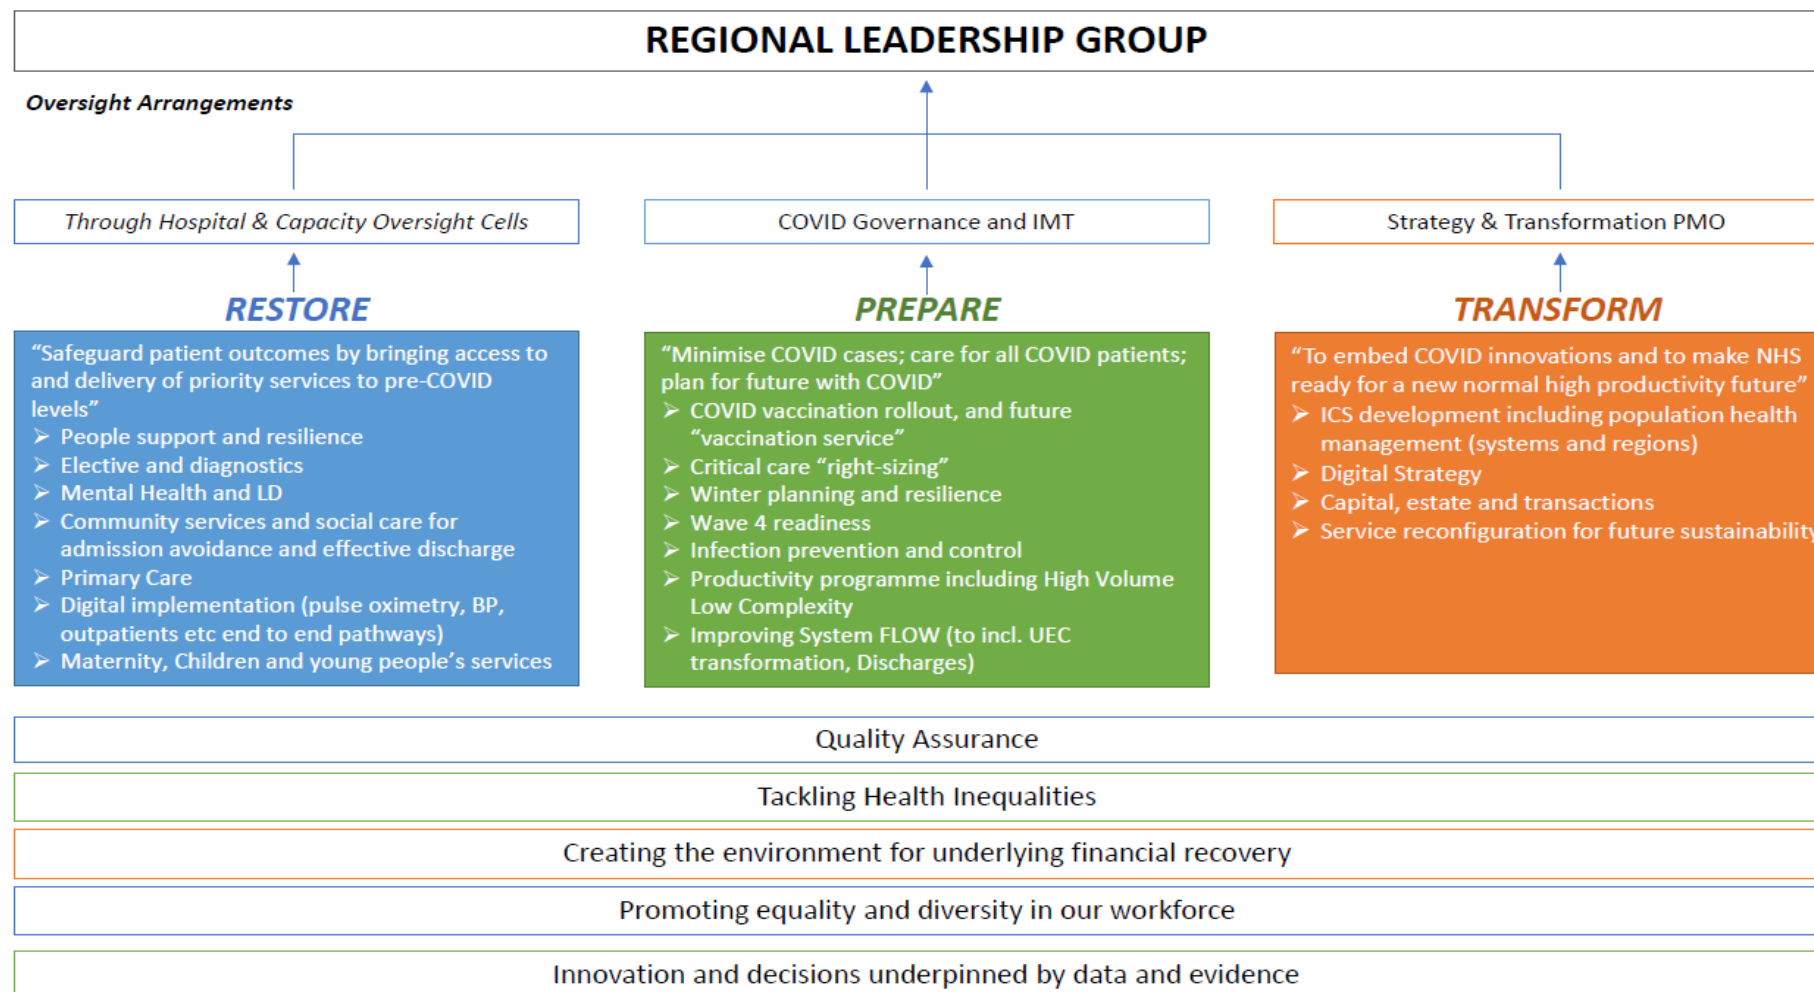 REGIONAL LEADERSHIP GROUP
Oversight Arrangements
Through Hospital & Capacity Oversight Cells
COVID Governance and IMT
Strategy & Transformation PMO
RESTORE
“Safeguard patient outcomes by bringing access to
and delivery of priority services to pre-COVID
levels”
➢ People support and resilience
➢ Elective and diagnostics
➢ Mental Health and LD
➢ Community services and social care for
admission avoidance and effective discharge
➢ Primary Care
➢ Digital implementation (pulse oximetry, BP,
outpatients etc end to end pathways)
➢ Maternity, Children and young people’s services
PREPARE
“Minimise COVID cases; care for all COVID patients;
plan for future with COVID”
➢ COVID vaccination rollout, and future
“vaccination service”
➢ Critical care “right-sizing”
➢ Winter planning and resilience
➢ Wave 4 readiness
➢ Infection prevention and control
➢ Productivity programme including High Volume
Low Complexity
➢ Improving System FLOW (to incl. UEC
transformation, Discharges)
TRANSFORM
“To embed COVID innovations and to make NHS
ready for a new normal high productivity future”
➢ ICS development including population health
management (systems and regions)
➢ Digital Strategy
➢ Capital, estate and transactions
➢ Service reconfiguration for future sustainability
Quality Assurance
Tackling Health Inequalities
Creating the environment for underlying financial recovery
Promoting equality and diversity in our workforce
Innovation and decisions underpinned by data and evidence